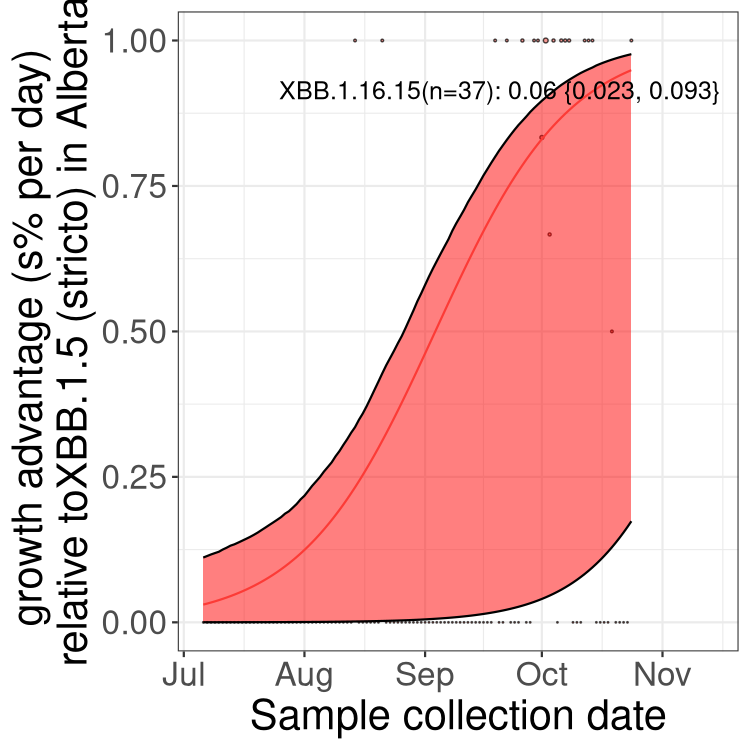 growth advantage (s% per day)
relative toXBB.1.5 (stricto) in Alberta
1.00
0.75
0.50
0.25
0.00
XBB.1.16.15(n=37): 0.06 {0.023, 0.093}
Jul Aug Sep Oct Nov
Sample collection date